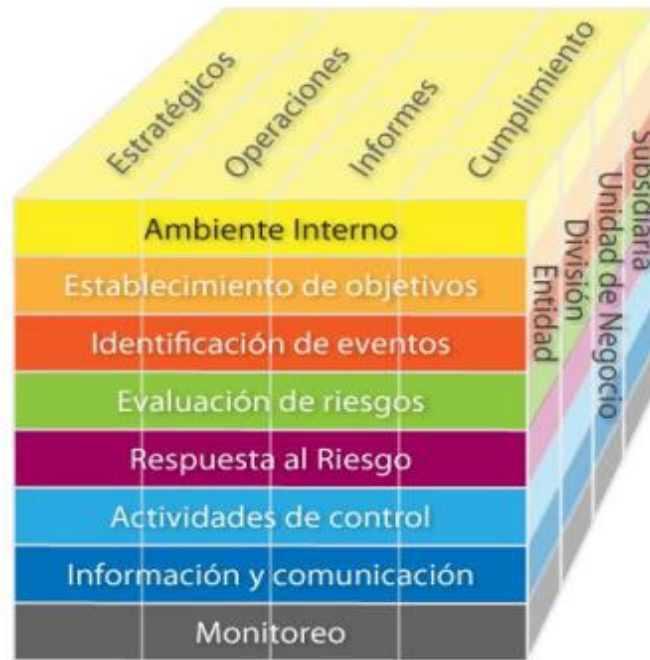 Estratégicos
Operaciones
Informes
Cumplimiento
Ambiente Interno
Establecimiento de objetivos
Identificación de eventos
Evaluación de riesgos
Respuesta al Riesgo
Actividades de control
Información y comunicación
Monitoreo
Entidad
División
Unidad de Negocio
Subsidiaria